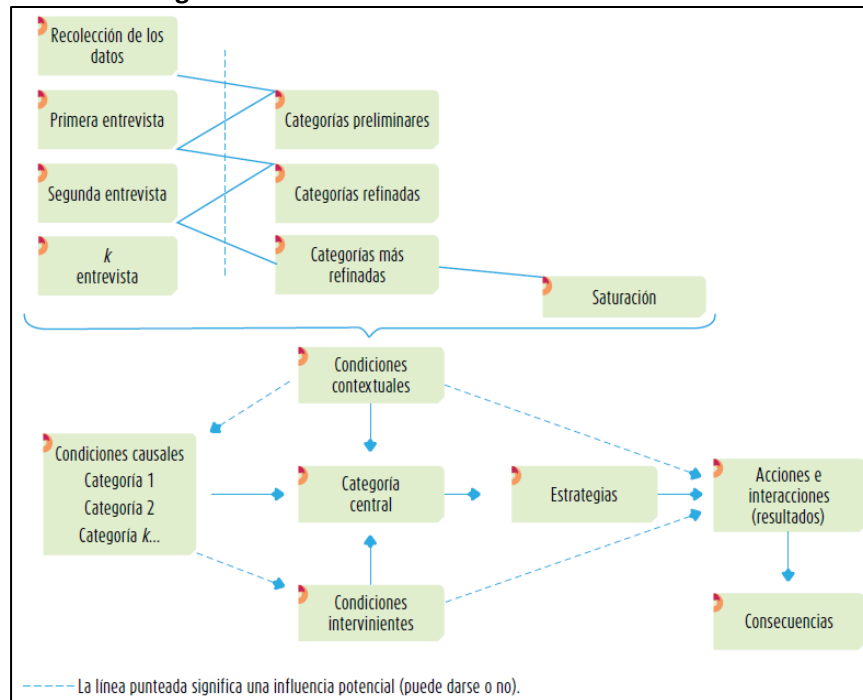 Recolección de los
datos
Primera entrevista
Categorías preliminares
Segunda entrevista
Categorías refinadas
k
entrevista
Categorías más
refinadas
Saturación
Condiciones
contextuales
Condiciones causales
Categoría 1
Categoría 2
Categoría k...
Categoría
central
Estrategias
Acciones e
interacciones
(resultados)
Condiciones
intervinientes
Consecuencias
La línea punteada significa una influencia potencial (puede darse o no).